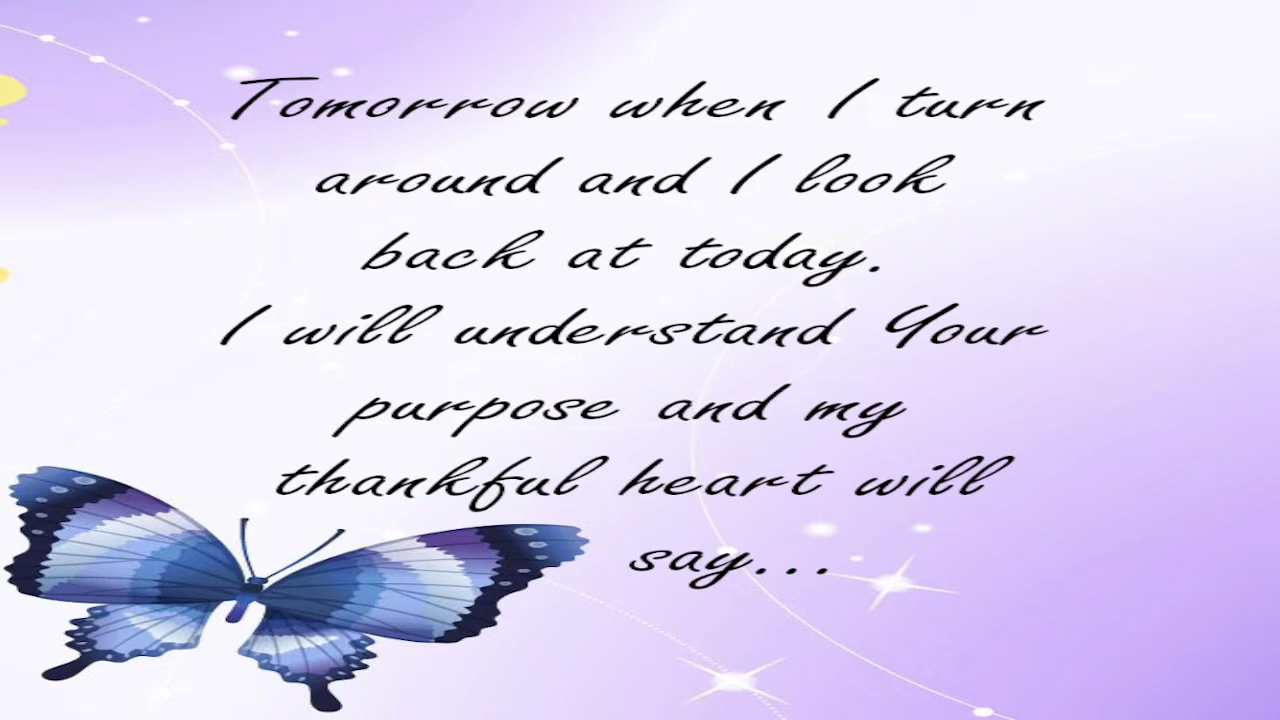 Tomorrow when I turn
around and I look
back at today.
I will understand Your
purpose and my
thankful heart will
say...